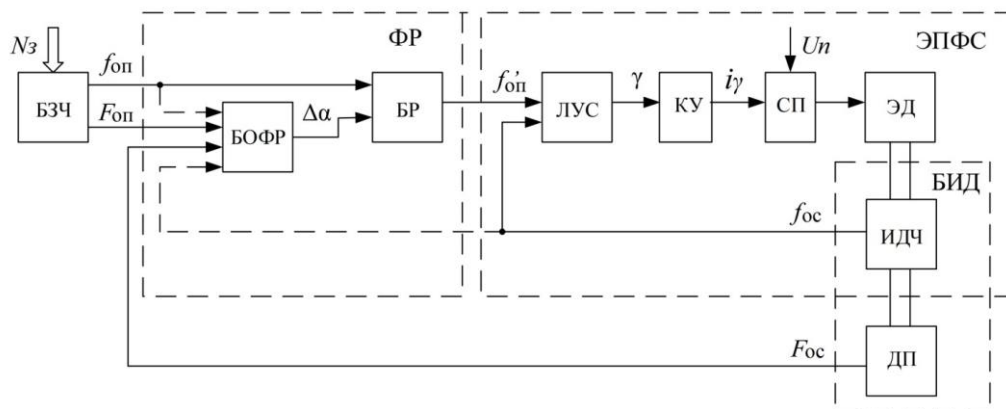 ФР
ЭПФС
Nз
fоп
Uп
БЗЧ
Fоп
БОФР
Δα
БР
f'оп
ЛУС
γ
КУ
iγ
СП
ЭД
БИД
fос
ИДЧ
Fос
ДП